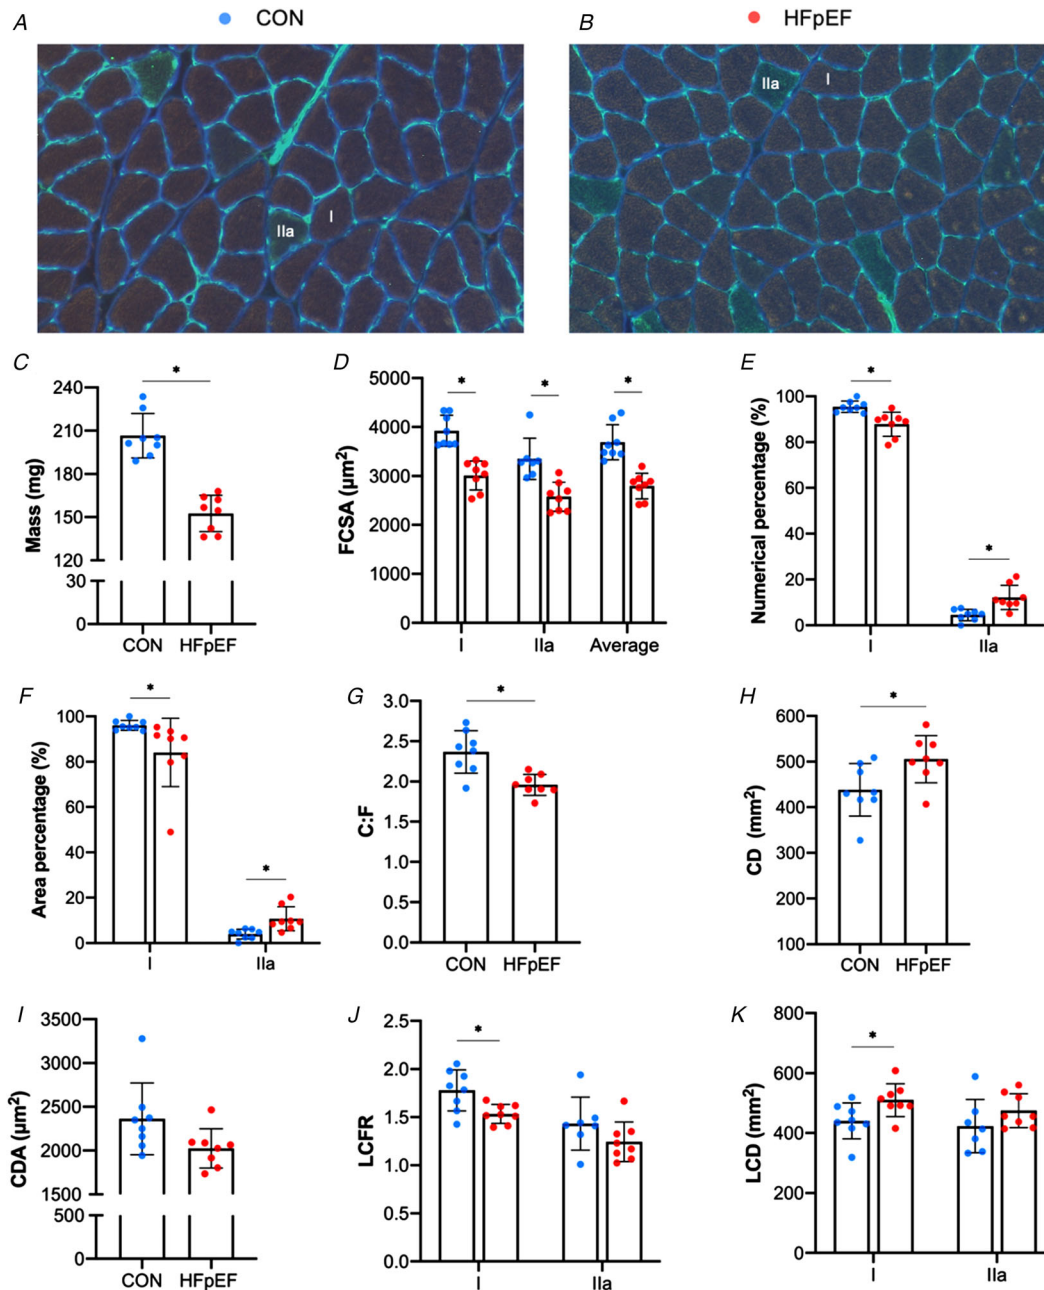 CON
HFpEF
A
B
IIa
I
IIa
I
C
D
E
*
Mass (mg)
240
210
180
150
120
30
0
CON
HFpEF
*
*
*
FCSA (µm²)
5000
4000
3000
2000
1000
0
I
IIa
Average
*
*
Numerical percentage (%)
100
80
60
40
20
0
I
IIa
F
G
H
*
*
Area percentage (%)
100
80
60
40
20
0
I
IIa
*
C:F
3.0
2.5
2.0
1.5
1.0
0.5
0.0
CON
HFpEF
*
CD (mm²)
600
500
400
300
200
100
CON
HFpEF
I
J
K
CDA (µm²)
3500
3000
2500
2000
1500
500
0
CON
HFpEF
*
LCFR
2.5
2.0
1.5
1.0
0.5
0.0
I
IIa
*
LCD (mm²)
800
600
400
200
0
I
IIa